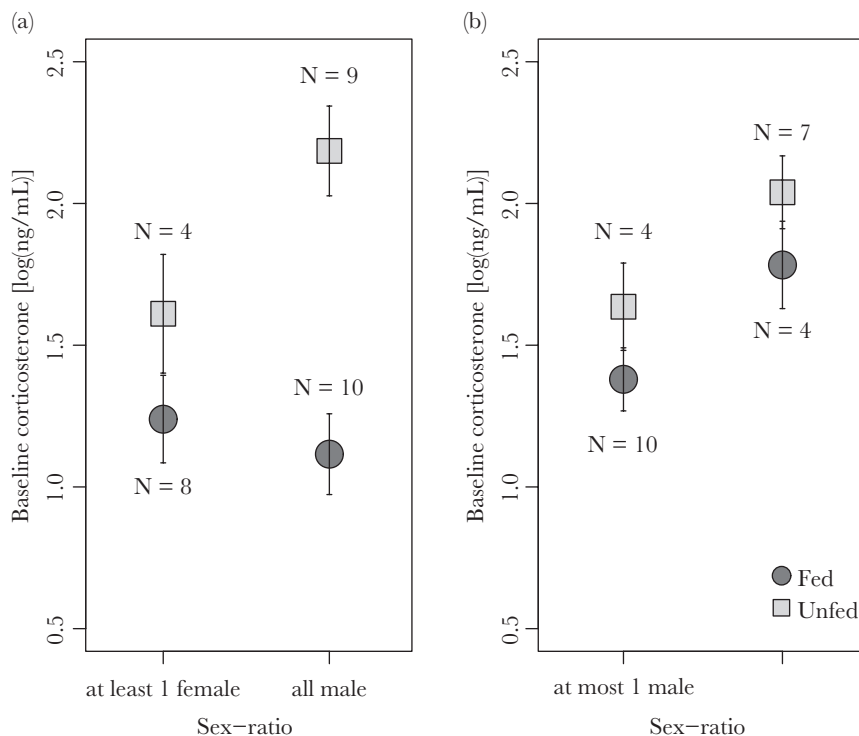 (a)
Baseline corticosterone [log(ng/mL)]
2.5
2.0
1.5
1.0
0.5
N = 9
N = 4
N = 10
N = 8
at least 1 female
all male
Sex−ratio
(b)
Baseline corticosterone [log(ng/mL)]
2.5
2.0
1.5
1.0
0.5
N = 7
N = 4
N = 4
N = 10
Fed
Unfed
at most 1 male
Sex−ratio